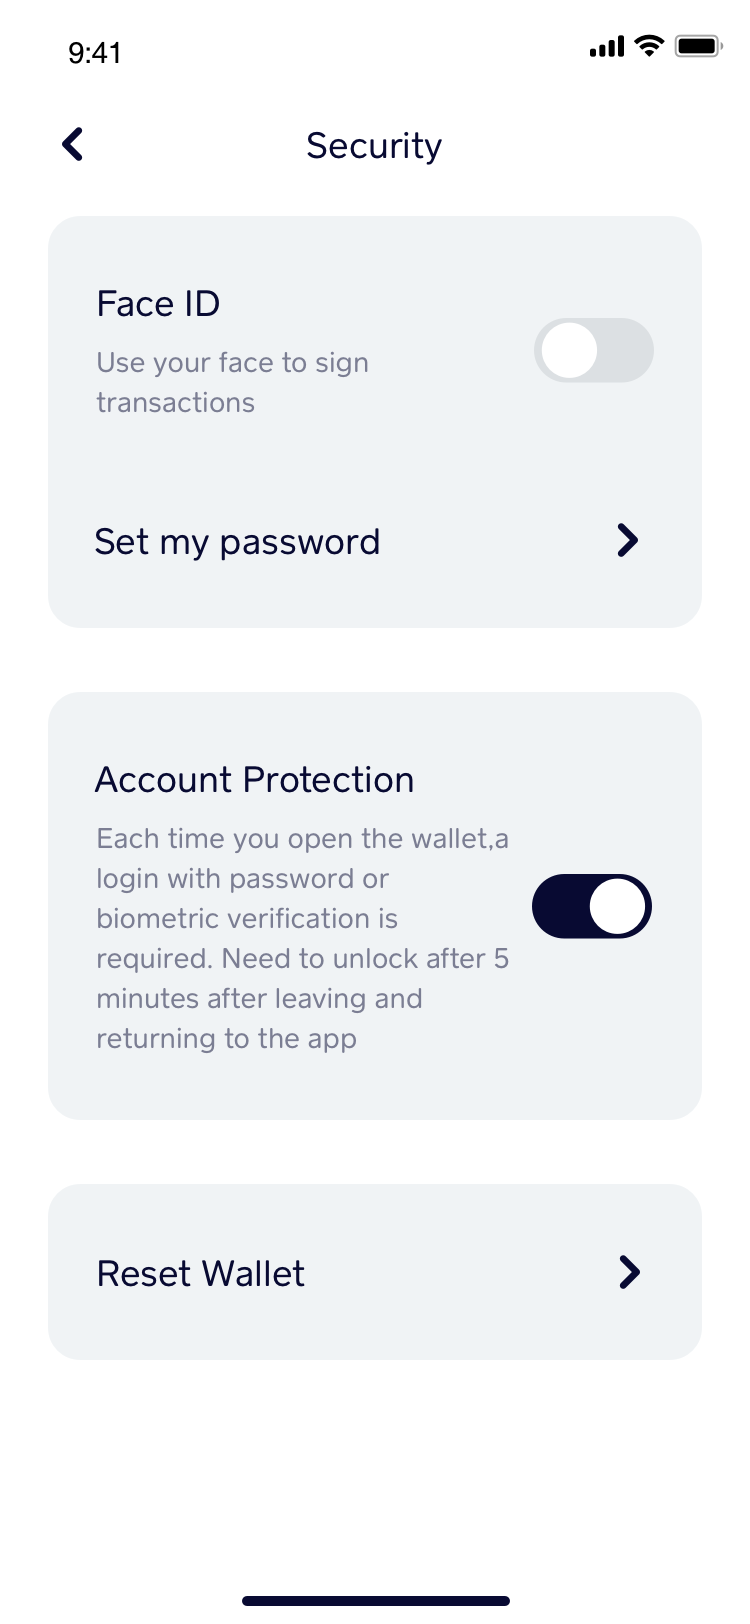 9:41
Security
Face ID
Use your face to sign
transactions
Set my password
Account Protection
Each time you open the wallet,a
login with password or
biometric verification is
required. Need to unlock after 5
minutes after leaving and
returning to the app
Reset Wallet